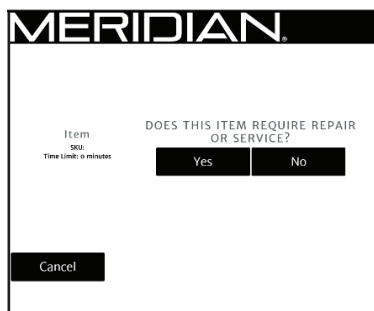 MERIDIAN®
Item
SKU:
Time Limit: 0 minutes
DOES THIS ITEM REQUIRE REPAIR
OR SERVICE?
Yes
No
Cancel